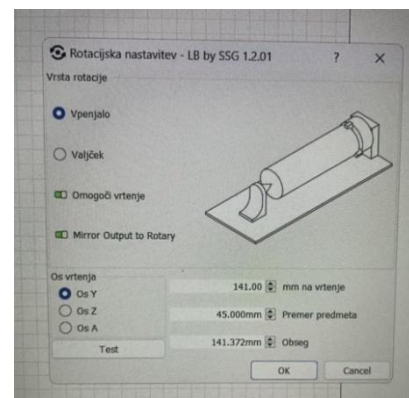 Rotacijska nastavitev - LB by SSG 1.2.01 ? ×
Vrsta rotacije
Vpenjalo
Valjček
Omogoči vrtenje
Mirror Output to Rotary
Os vrtenja
Os Y
Os Z
Os A
Test
141.00 mm na vrtenje
45.000mm Premer predmeta
141.372mm Obseg
OK Cancel